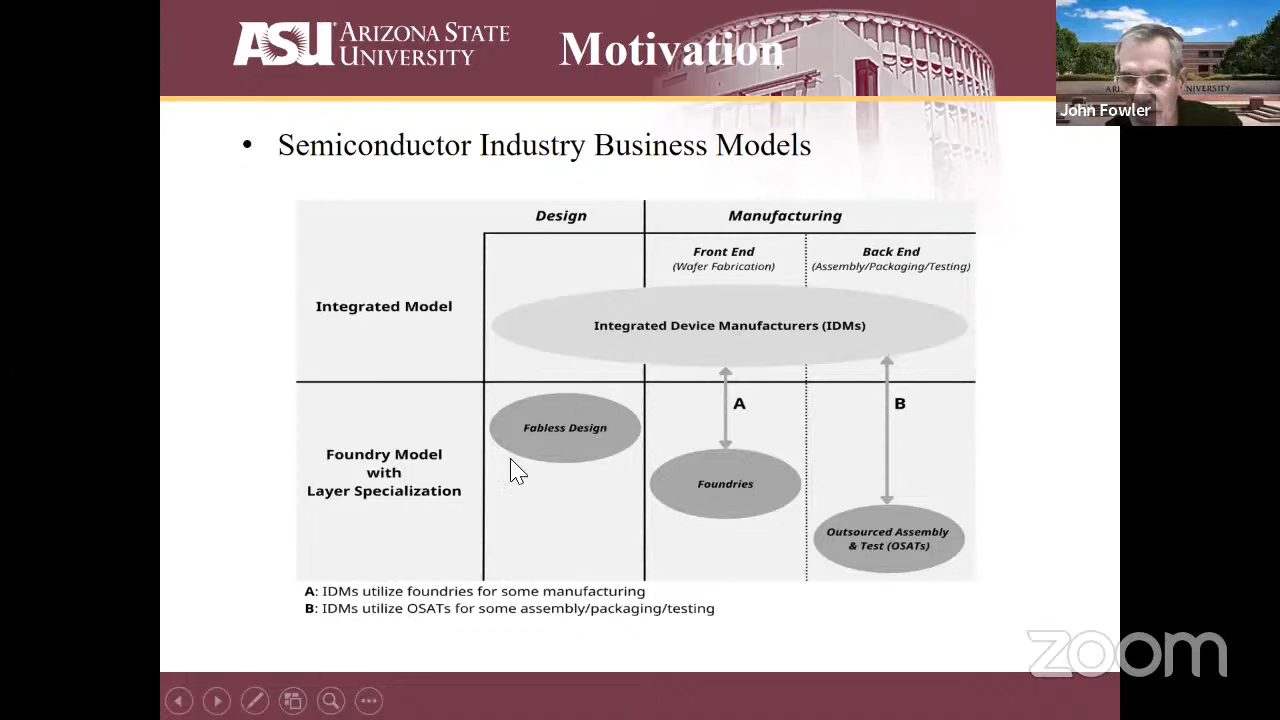 ASU ARIZONA STATE
UNIVERSITY
Motivation
John Fowler
• Semiconductor Industry Business Models
Design
Manufacturing
Front End
(Wafer Fabrication)
Back End
(Assembly/Packaging/Testing)
Integrated Model
Integrated Device Manufacturers (IDMs)
A
B
Fabless Design
Foundry Model
with
Layer Specialization
Foundries
Outsourced Assembly
& Test (OSATs)
A: IDMs utilize foundries for some manufacturing
B: IDMs utilize OSATs for some assembly/packaging/testing
zoom